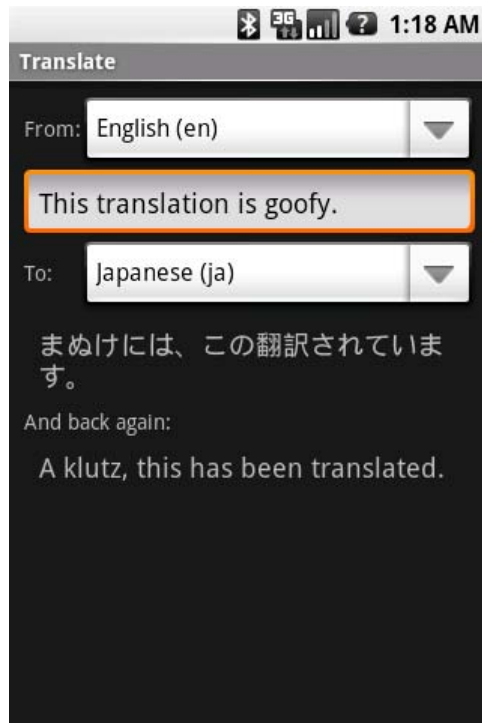 3G 1:18 AM
Translate
From: English (en)
This translation is goofy.
To: Japanese (ja)
まぬけには、この翻訳されていま
す。
And back again:
A klutz, this has been translated.